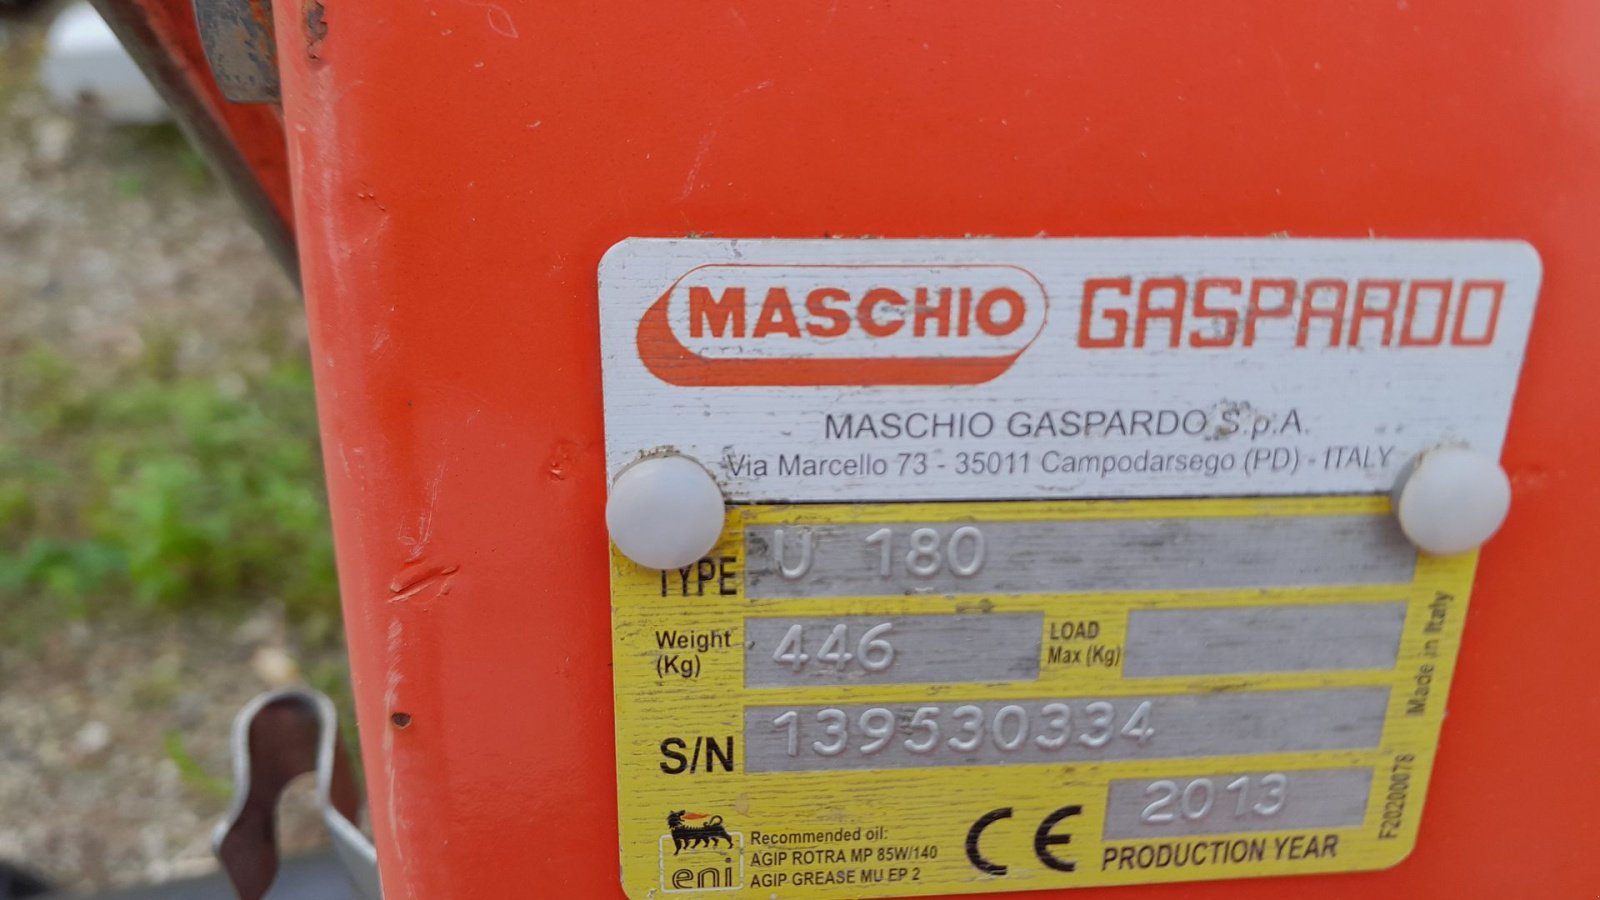 MASCHIO GASPARDO
MASCHIO GASPARDO S.p.A.
Via Marcello 73 - 35011 Campodarsego (PD) - ITALY
TYPE U 180
Weight (Kg) 446 LOAD Max (Kg)
S/N 139530334
2013
PRODUCTION YEAR
CE
eni
Recommended oil:
AGIP ROTRA MP 85W/140
AGIP GREASE MU EP 2
Made in Italy
F20200078